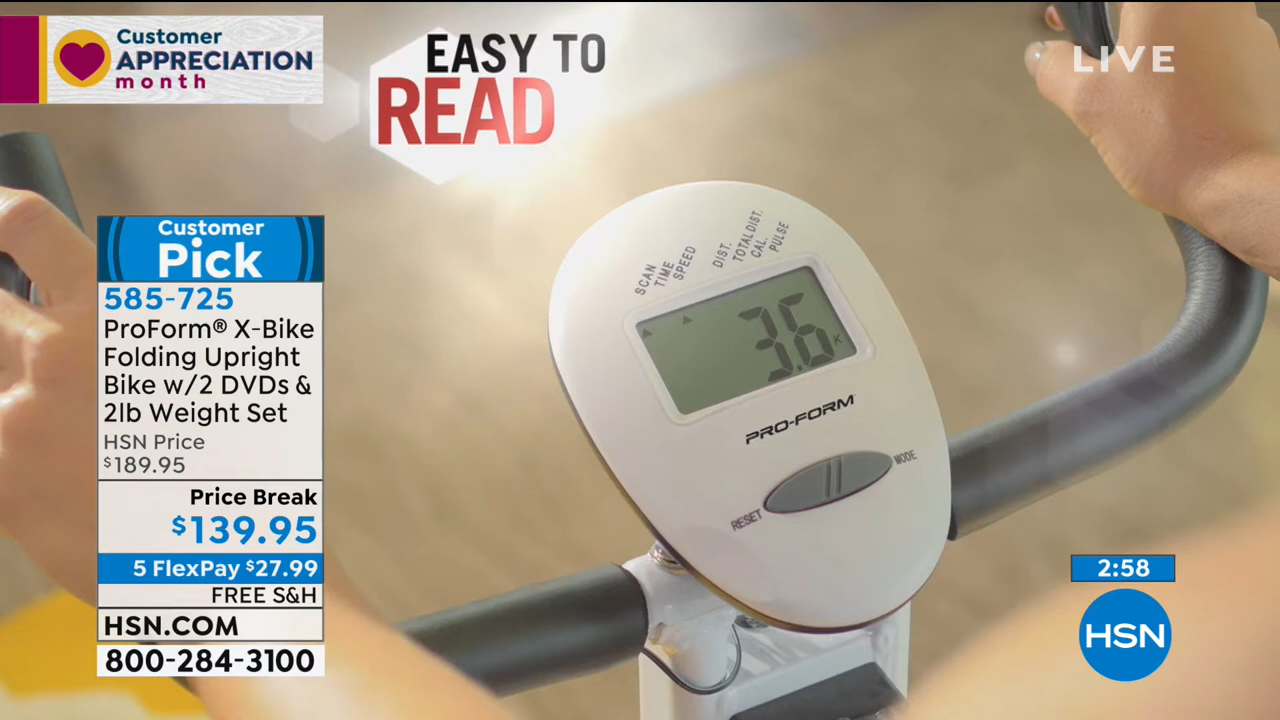 Customer
APPRECIATION
month
EASY TO
READ
LIVE
Customer
Pick
585-725
ProForm® X-Bike
Folding Upright
Bike w/2 DVDs &
2lb Weight Set
HSN Price
$189.95
Price Break
$139.95
5 FlexPay $27.99
FREE S&H
HSN.COM
800-284-3100
SCAN
TIME
SPEED
DIST.
TOTAL DIST.
CAL.
PULSE
3.6 K
PRO-FORM
MODE
RESET
2:58
HSN